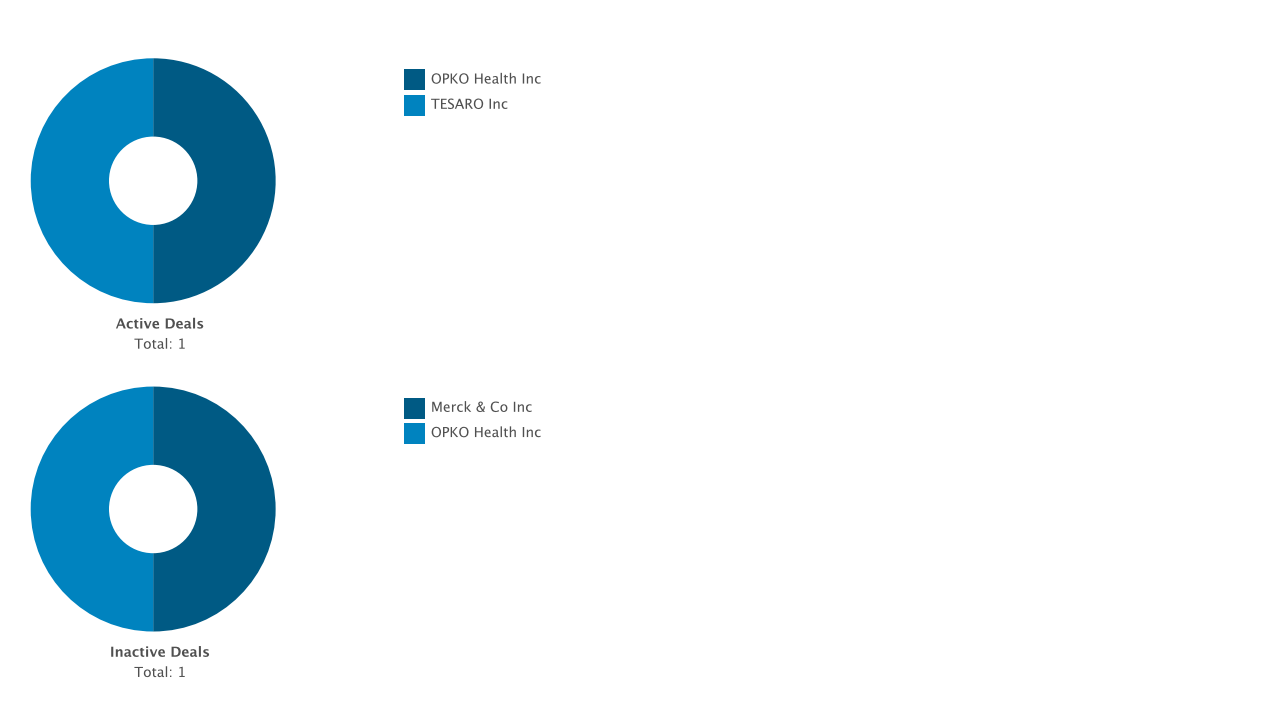 OPKO Health Inc
TESARO Inc
Active Deals
Total: 1
Merck & Co Inc
OPKO Health Inc
Inactive Deals
Total: 1